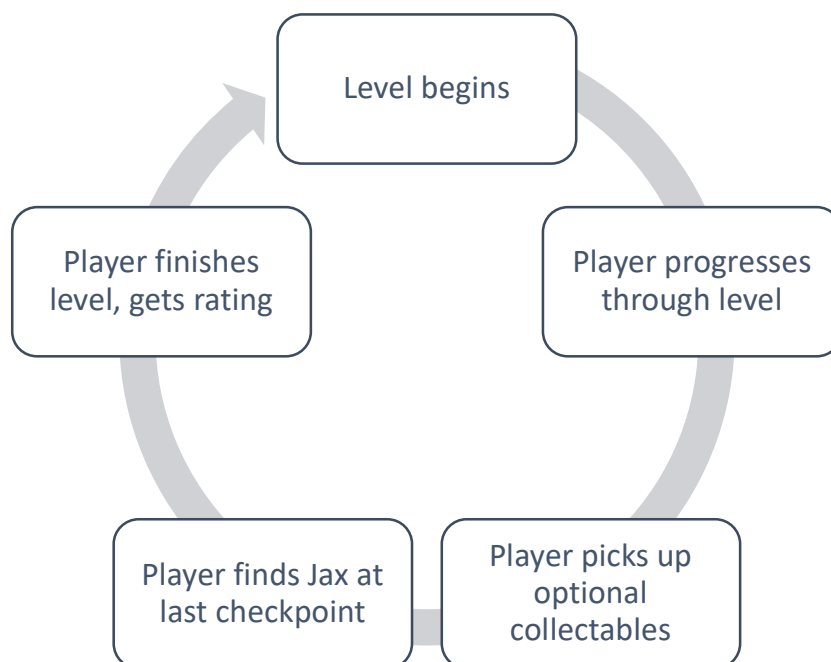 Level begins
Player progresses
through level
Player picks up
optional
collectables
Player finds Jax at
last checkpoint
Player finishes
level, gets rating